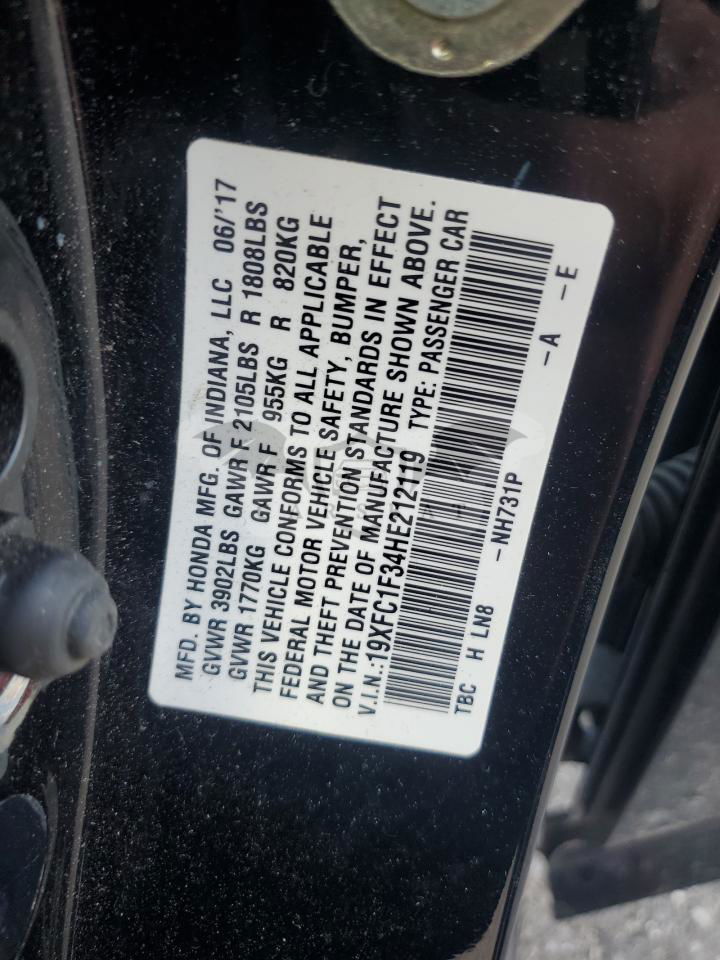 MFD. BY HONDA MFG. OF INDIANA, LLC 06/'17
GVWR 3902LBS GAWR F 2105LBS R 1808LBS
GVWR 1770KG GAWR F 955KG R 820KG
THIS VEHICLE CONFORMS TO ALL APPLICABLE
FEDERAL MOTOR VEHICLE SAFETY, BUMPER,
AND THEFT PREVENTION STANDARDS IN EFFECT
ON THE DATE OF MANUFACTURE SHOWN ABOVE.
V.I.N.:19XFC1F34HE212119 TYPE: PASSENGER CAR
TBC H LN8 -NH731P -A -E